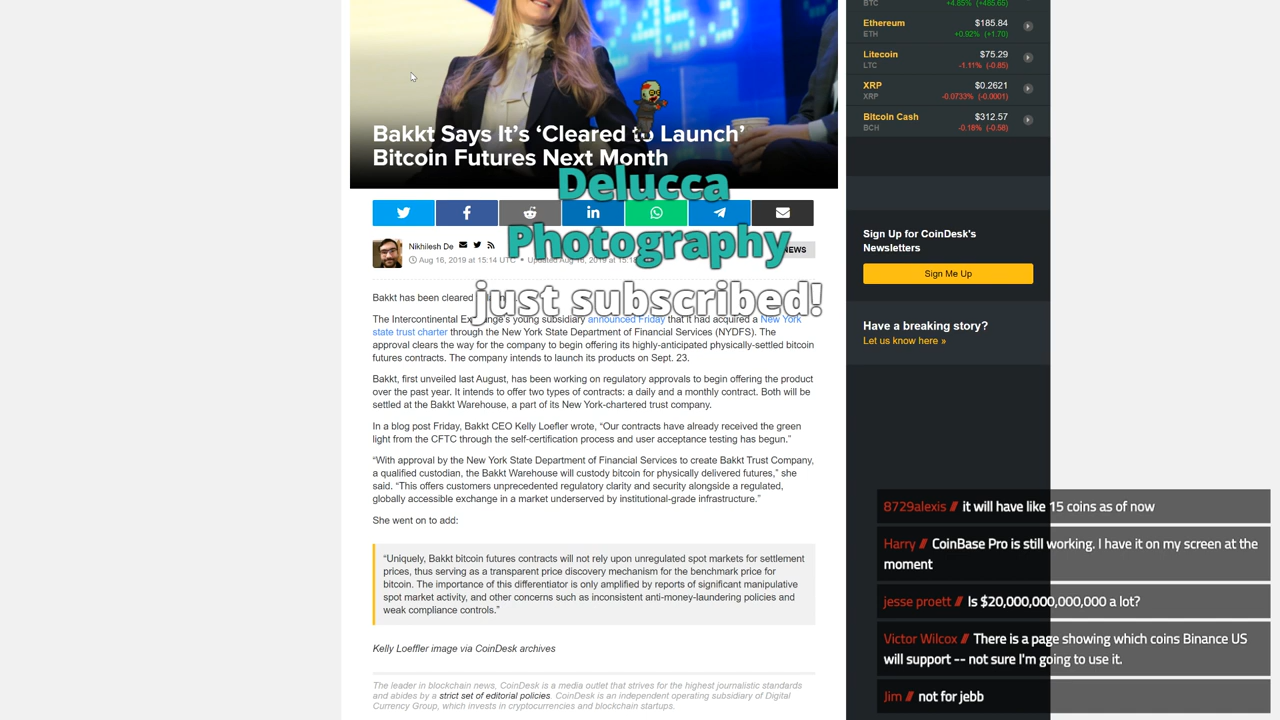 Bakkt Says It's 'Cleared to Launch'
Bitcoin Futures Next Month
Delucca
Photography
just subscribed!
Nikhilesh De
NEWS
Aug 16, 2019 at 15:14 UTC • Updated Aug 16, 2019 at 15:1
Bakkt has been cleared
The Intercontinental Exchange's young subsidiary announced Friday that it had acquired a New York
state trust charter through the New York State Department of Financial Services (NYDFS). The
approval clears the way for the company to begin offering its highly-anticipated physically-settled bitcoin
futures contracts. The company intends to launch its products on Sept. 23.
Bakkt, first unveiled last August, has been working on regulatory approvals to begin offering the product
over the past year. It intends to offer two types of contracts: a daily and a monthly contract. Both will be
settled at the Bakkt Warehouse, a part of its New York-chartered trust company.
In a blog post Friday, Bakkt CEO Kelly Loefler wrote, "Our contracts have already received the green
light from the CFTC through the self-certification process and user acceptance testing has begun."
"With approval by the New York State Department of Financial Services to create Bakkt Trust Company,
a qualified custodian, the Bakkt Warehouse will custody bitcoin for physically delivered futures," she
said. "This offers customers unprecedented regulatory clarity and security alongside a regulated,
globally accessible exchange in a market underserved by institutional-grade infrastructure."
She went on to add:
"Uniquely, Bakkt bitcoin futures contracts will not rely upon unregulated spot markets for settlement
prices, thus serving as a transparent price discovery mechanism for the benchmark price for
bitcoin. The importance of this differentiator is only amplified by reports of significant manipulative
spot market activity, and other concerns such as inconsistent anti-money-laundering policies and
weak compliance controls."
Kelly Loeffler image via CoinDesk archives
The leader in blockchain news, CoinDesk is a media outlet that strives for the highest journalistic standards
and abides by a strict set of editorial policies. CoinDesk is an independent operating subsidiary of Digital
Currency Group, which invests in cryptocurrencies and blockchain startups.
BTC +4.85% (+485.65)
Ethereum $185.84
ETH +0.92% (+1.70)
Litecoin $75.29
LTC -1.11% (-0.85)
XRP $0.2621
XRP -0.0733% (-0.0001)
Bitcoin Cash $312.57
BCH -0.18% (-0.58)
Sign Up for CoinDesk's
Newsletters
Sign Me Up
Have a breaking story?
Let us know here »
8729alexis // it will have like 15 coins as of now
Harry // CoinBase Pro is still working. I have it on my screen at the
moment
jesse proett // Is $20,000,000,000,000 a lot?
Victor Wilcox // There is a page showing which coins Binance US
will support -- not sure I'm going to use it.
Jim // not for jebb